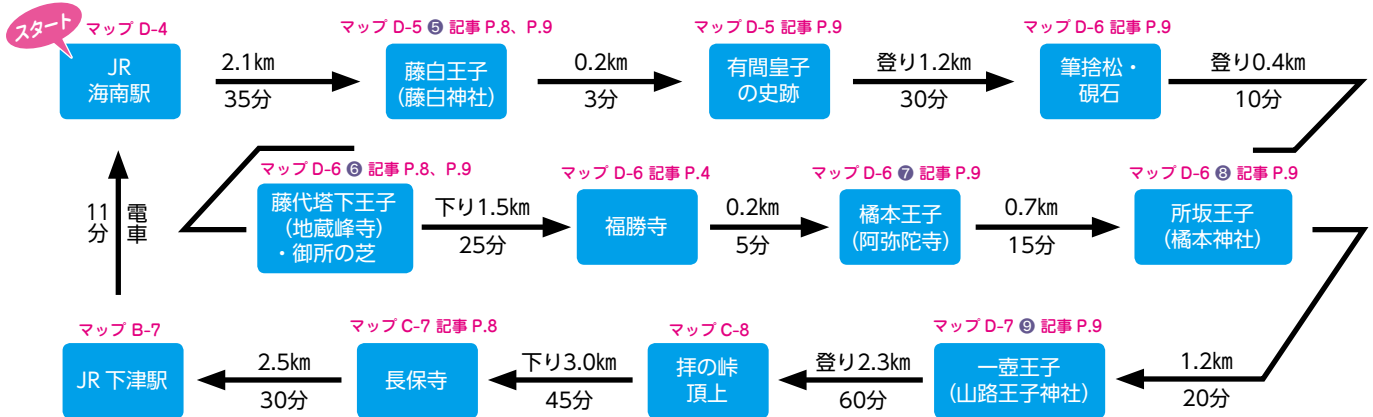 スタート
マップ D-4
JR
海南駅
2.1km
35分
マップ D-5 ❺ 記事 P.8、P.9
藤白王子
（藤白神社）
0.2km
3分
マップ D-5 記事 P.9
有間皇子
の史跡
登り1.2km
30分
マップ D-6 記事 P.9
筆捨松・
硯石
登り0.4km
10分
マップ D-6 ❻ 記事 P.8、P.9
藤代塔下王子
（地蔵峰寺）
・御所の芝
下り1.5km
25分
マップ D-6 記事 P.4
福勝寺
0.2km
5分
マップ D-6 ❼ 記事 P.9
橘本王子
（阿弥陀寺）
0.7km
15分
マップ D-6 ❽ 記事 P.9
所坂王子
（橘本神社）
1.2km
20分
マップ D-7 ❾ 記事 P.9
一壺王子
（山路王子神社）
登り2.3km
60分
マップ C-8
拝の峠
頂上
下り3.0km
45分
マップ C-7 記事 P.8
長保寺
2.5km
30分
マップ B-7
JR 下津駅
電車
11分